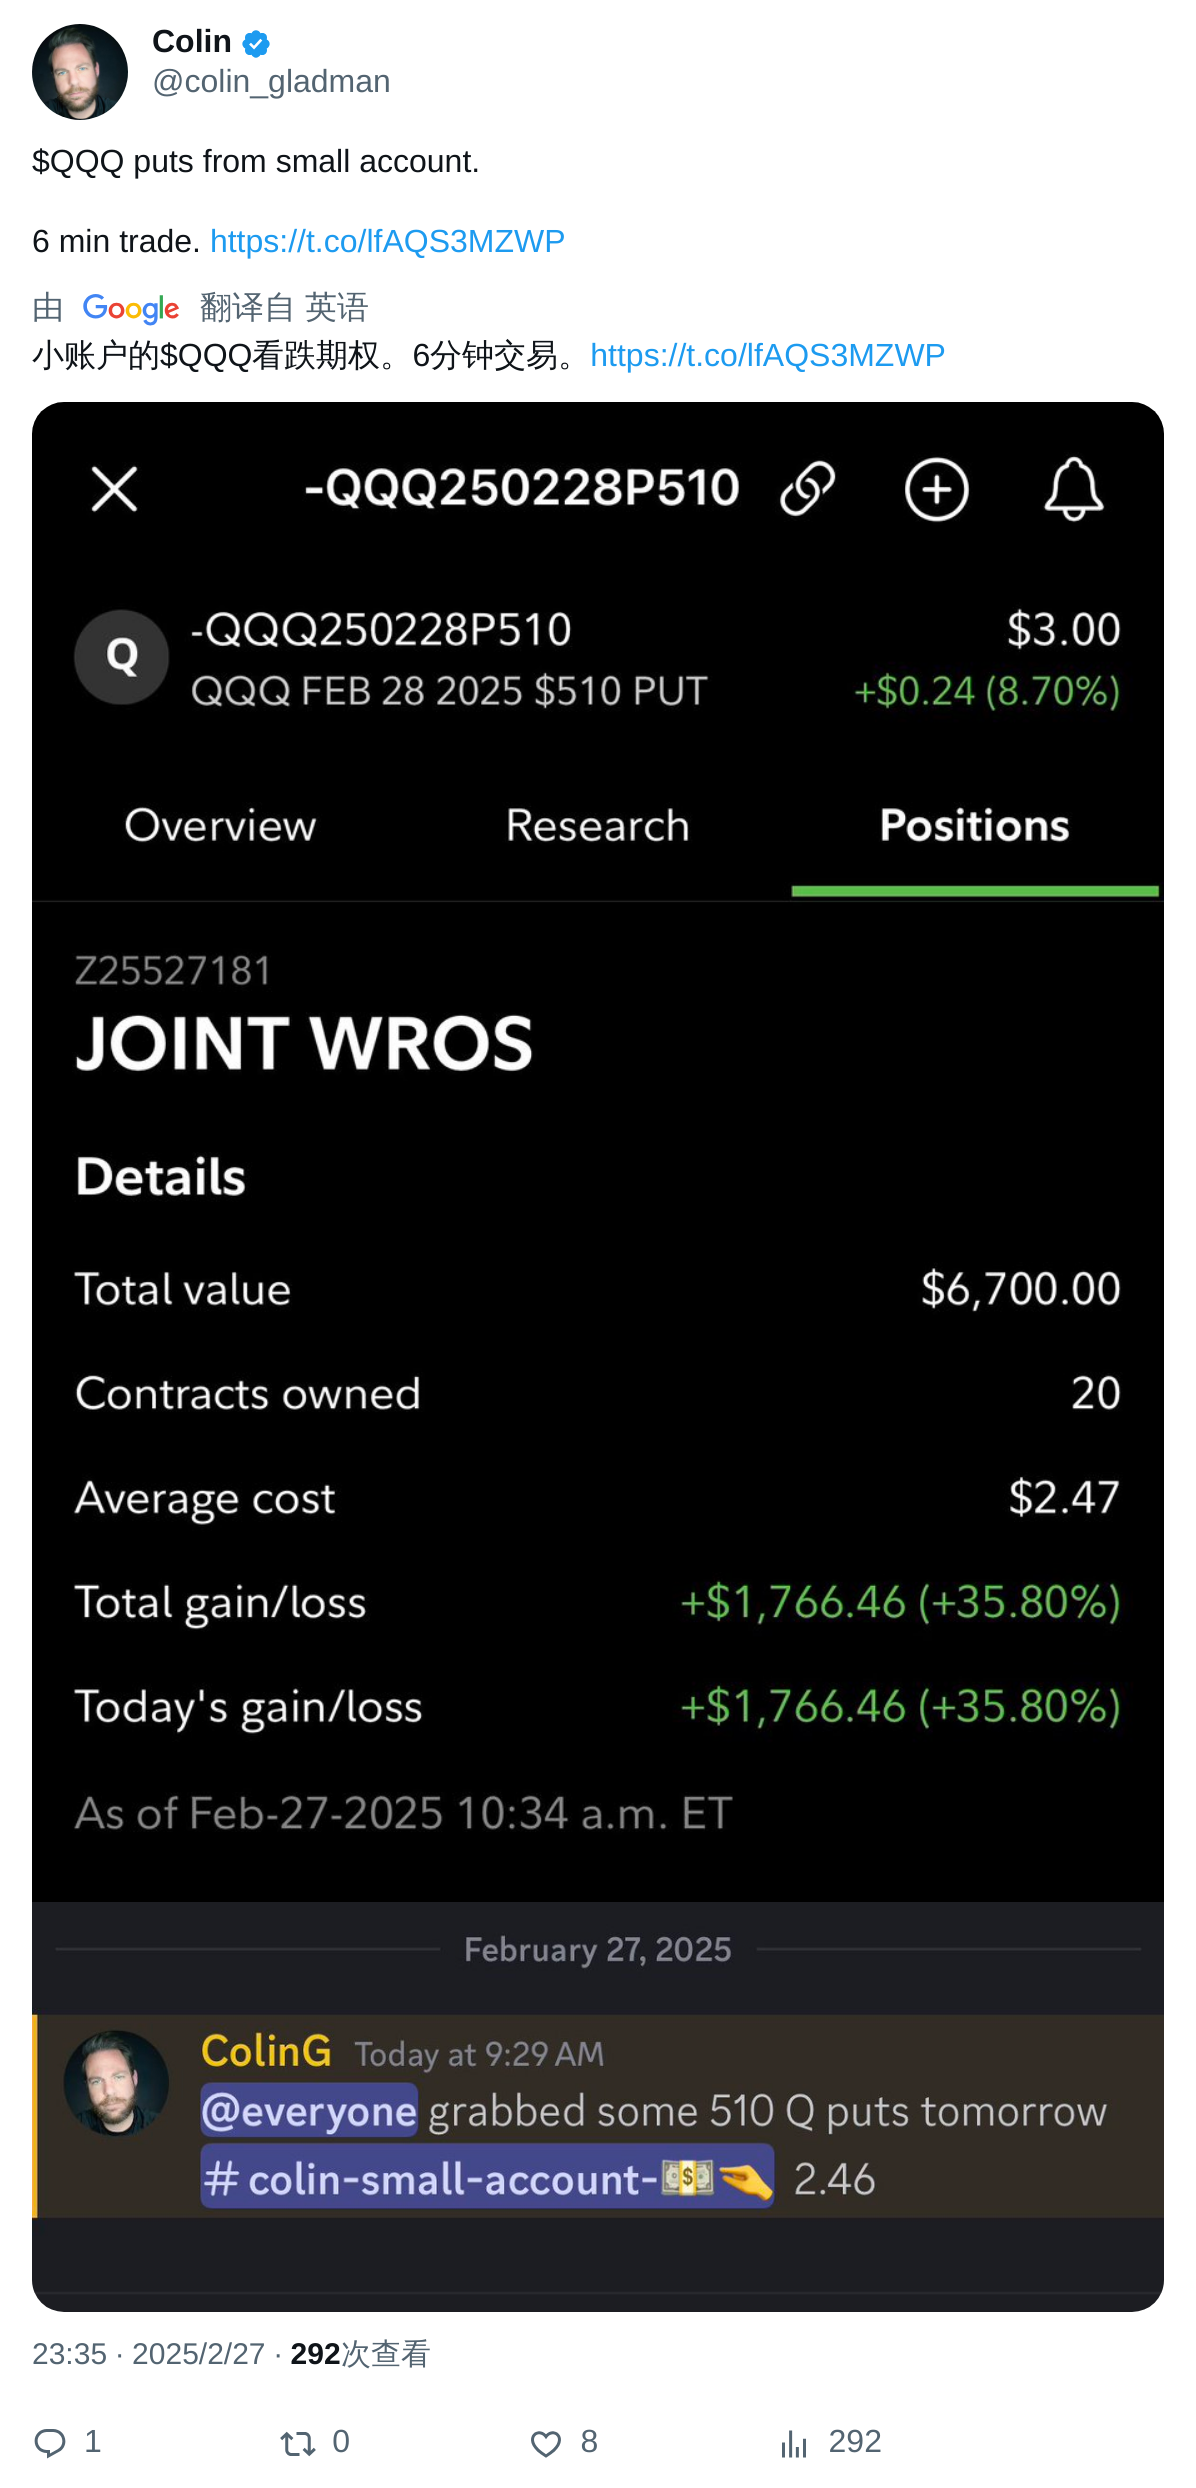 Colin
@colin_gladman
$QQQ puts from small account.
6 min trade. https://t.co/lfAQS3MZWP
由 Google 翻译自 英语
小账户的$QQQ看跌期权。6分钟交易。https://t.co/lfAQS3MZWP
-QQQ250228P510
Q
-QQQ250228P510
$3.00
QQQ FEB 28 2025 $510 PUT
+$0.24 (8.70%)
Overview Research Positions
Z25527181
JOINT WROS
Details
Total value $6,700.00
Contracts owned 20
Average cost $2.47
Total gain/loss +$1,766.46 (+35.80%)
Today's gain/loss +$1,766.46 (+35.80%)
As of Feb-27-2025 10:34 a.m. ET
February 27, 2025
ColinG Today at 9:29 AM
@everyone grabbed some 510 Q puts tomorrow
# colin-small-account-💵🫴 2.46
23:35 · 2025/2/27 · 292次查看
1 0 8 292